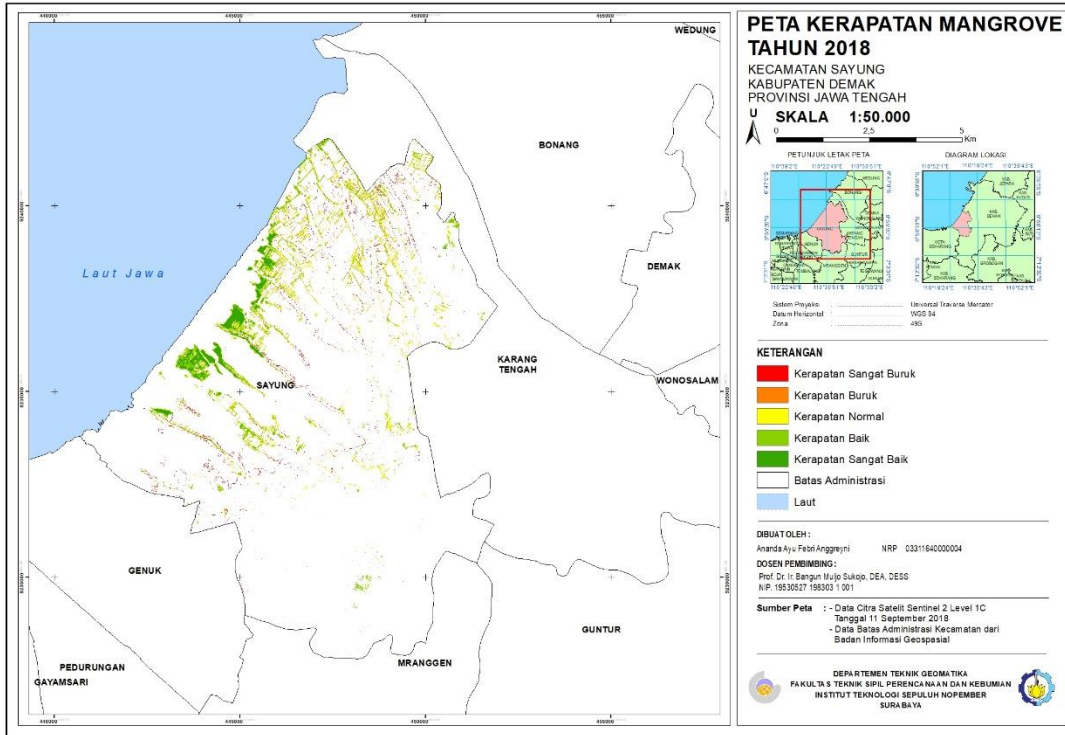 WEDUNG
BONANG
Laut Jawa
DEMAK
KARANG
TENGAH
WONOSALAM
SAYUNG
GENUK
GUNTUR
PEDURUNGAN
GAYAMSARI
MRANGGEN
PETA KERAPATAN MANGROVE
TAHUN 2018
KECAMATAN SAYUNG
KABUPATEN DEMAK
PROVINSI JAWA TENGAH
U
SKALA 1:50.000
0 2,5 5
Km
PETUNJUK LETAK PETA DIAGRAM LOKASI
Sistem Proyeksi : Universal Traverse Mercator
Datum Horizontal : WGS 84
Zona : 49S
KETERANGAN
Kerapatan Sangat Buruk
Kerapatan Buruk
Kerapatan Normal
Kerapatan Baik
Kerapatan Sangat Baik
Batas Administrasi
Laut
DIBUAT OLEH :
Ananda Ayu Febri Anggreyni NRP 03311640000004
DOSEN PEMBIMBING :
Prof. Dr. Ir. Bangun Muljo Sukojo, DEA, DESS
NIP. 19530527 198303 1 001
Sumber Peta : - Data Citra Satelit Sentinel 2 Level 1C
Tanggal 11 September 2018
- Data Batas Administrasi Kecamatan dari
Badan Informasi Geospasial
DEPARTEMEN TEKNIK GEOMATIKA
FAKULTAS TEKNIK SIPIL PERENCANAAN DAN KEBUMIAN
INSTITUT TEKNOLOGI SEPULUH NOPEMBER
SURABAYA